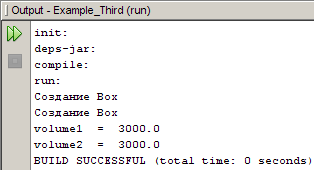 Output - Example_Third (run)
init:
deps-jar:
compile:
run:
Создание Box
Создание Box
volume1 = 3000.0
volume2 = 3000.0
BUILD SUCCESSFUL (total time: 0 seconds)